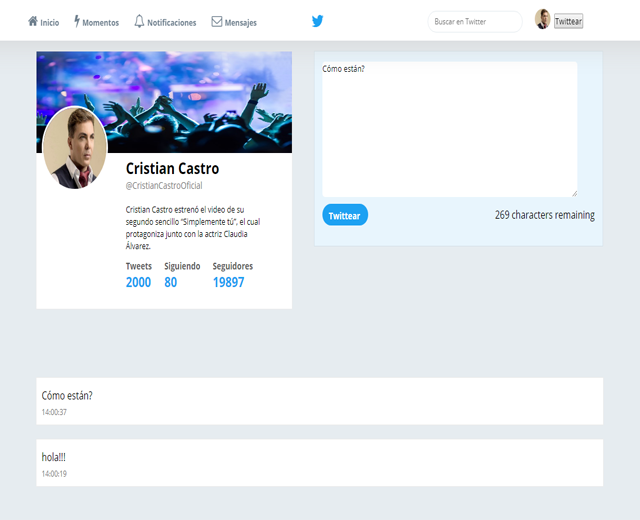 Inicio
Momentos
Notificaciones
Mensajes
Buscar en Twitter
Twittear
Cómo están?
Cristian Castro
@CristianCastroOficial
Cristian Castro estrenó el video de su
segundo sencillo "Simplemente tú", el cual
protagoniza junto con la actriz Claudia
Álvarez.
Tweets Siguiendo Seguidores
2000 80 19897
Twittear
269 characters remaining
Cómo están?
14:00:37
hola!!!
14:00:19